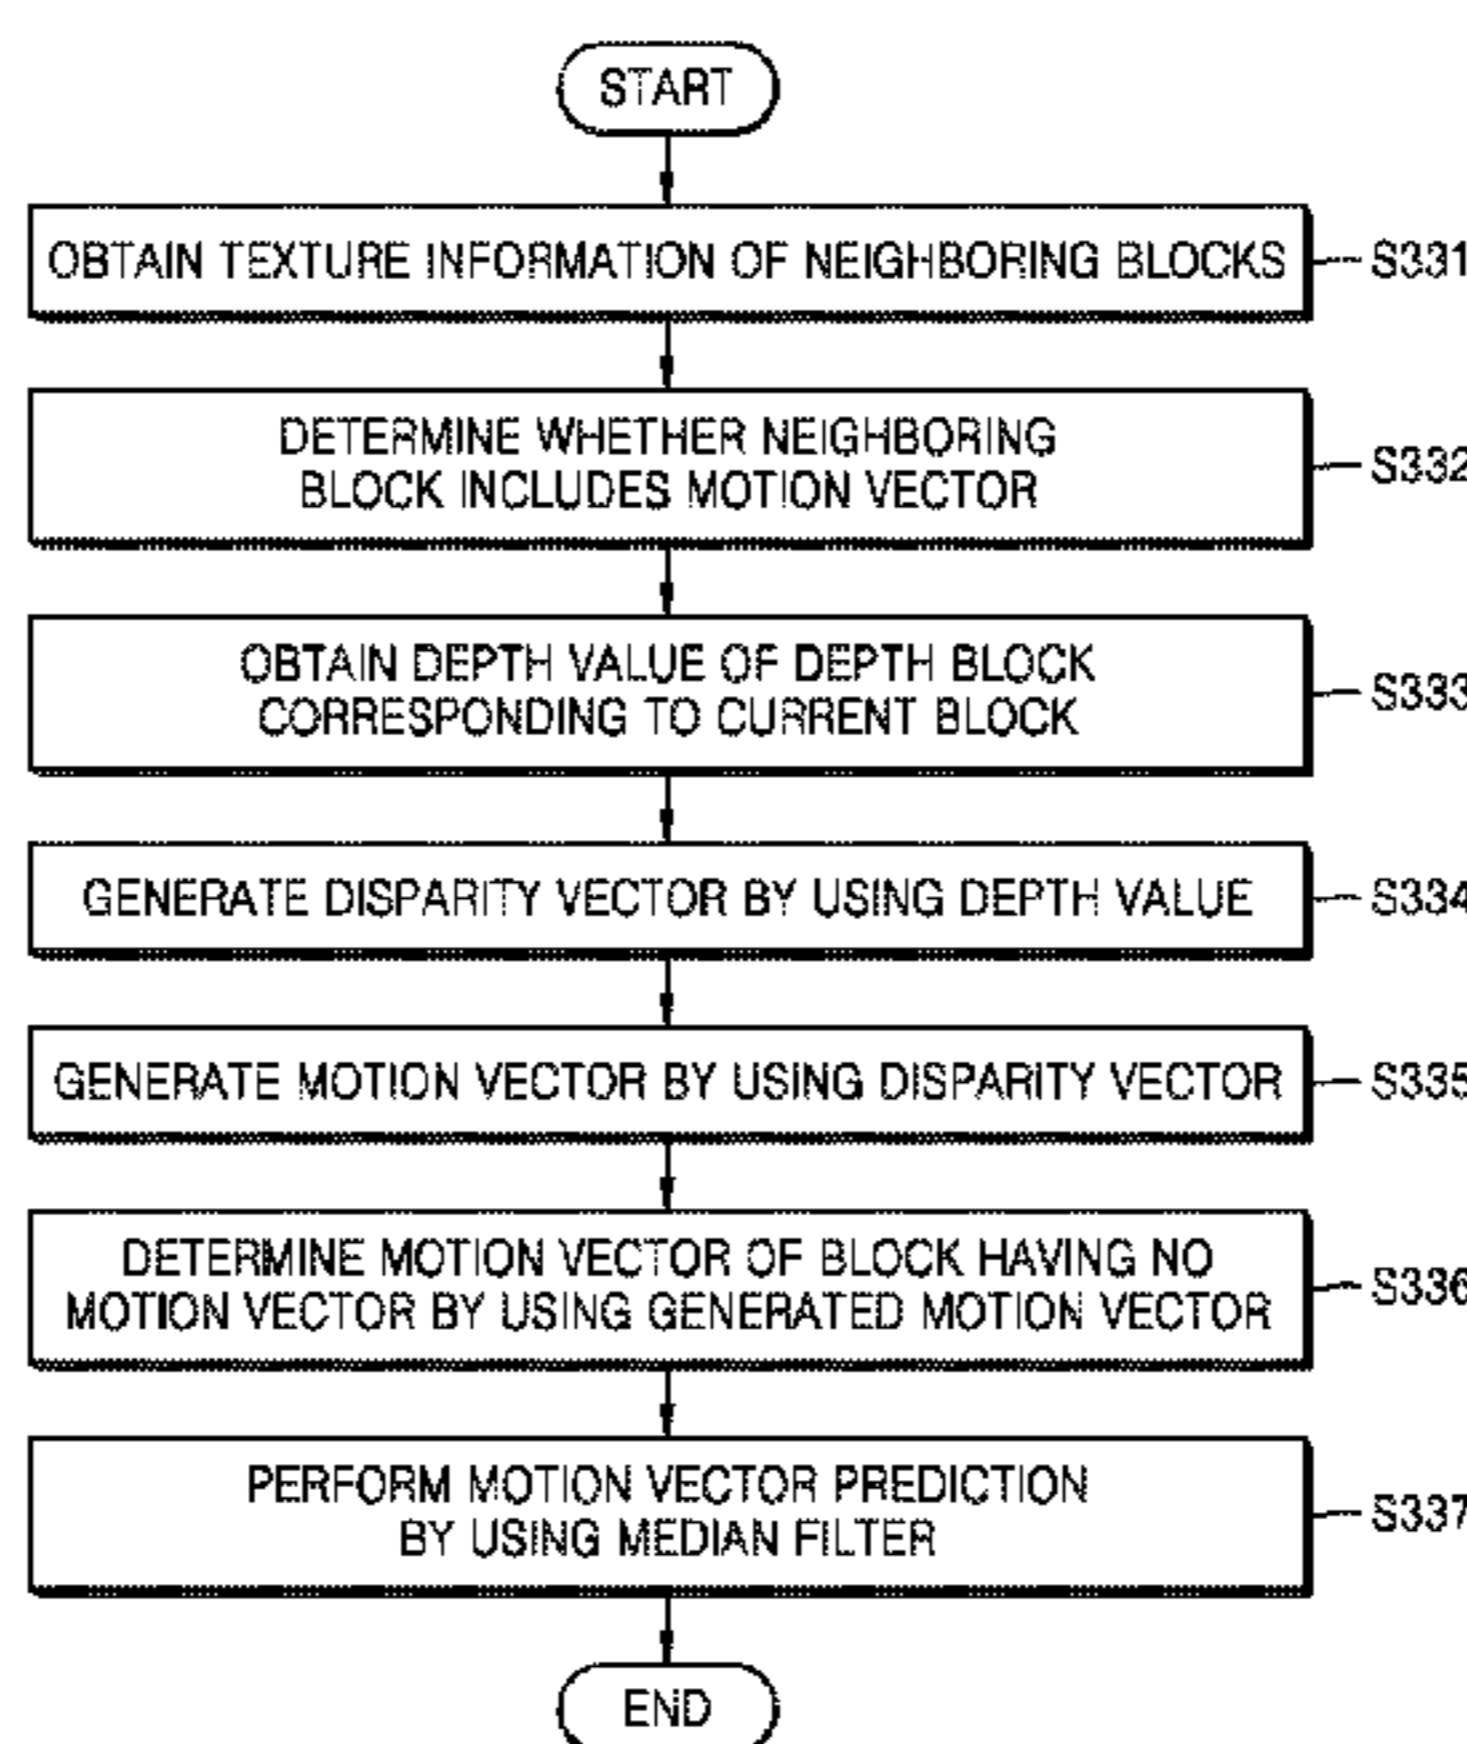 START
OBTAIN TEXTURE INFORMATION OF NEIGHBORING BLOCKS
S331
DETERMINE WHETHER NEIGHBORING
BLOCK INCLUDES MOTION VECTOR
S332
OBTAIN DEPTH VALUE OF DEPTH BLOCK
CORRESPONDING TO CURRENT BLOCK
S333
GENERATE DISPARITY VECTOR BY USING DEPTH VALUE
S334
GENERATE MOTION VECTOR BY USING DISPARITY VECTOR
S335
DETERMINE MOTION VECTOR OF BLOCK HAVING NO
MOTION VECTOR BY USING GENERATED MOTION VECTOR
S336
PERFORM MOTION VECTOR PREDICTION
BY USING MEDIAN FILTER
S337
END